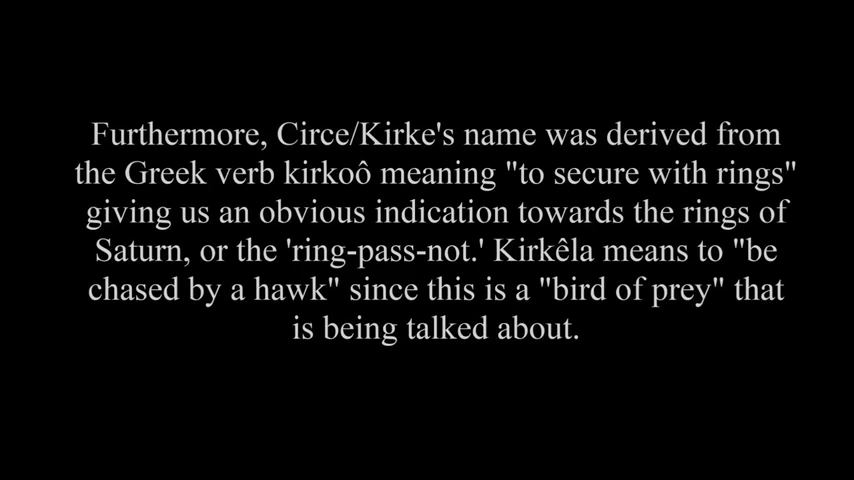 Furthermore, Circe/Kirke's name was derived from
the Greek verb kirkoô meaning "to secure with rings"
giving us an obvious indication towards the rings of
Saturn, or the 'ring-pass-not.' Kirkêla means to "be
chased by a hawk" since this is a "bird of prey" that
is being talked about.